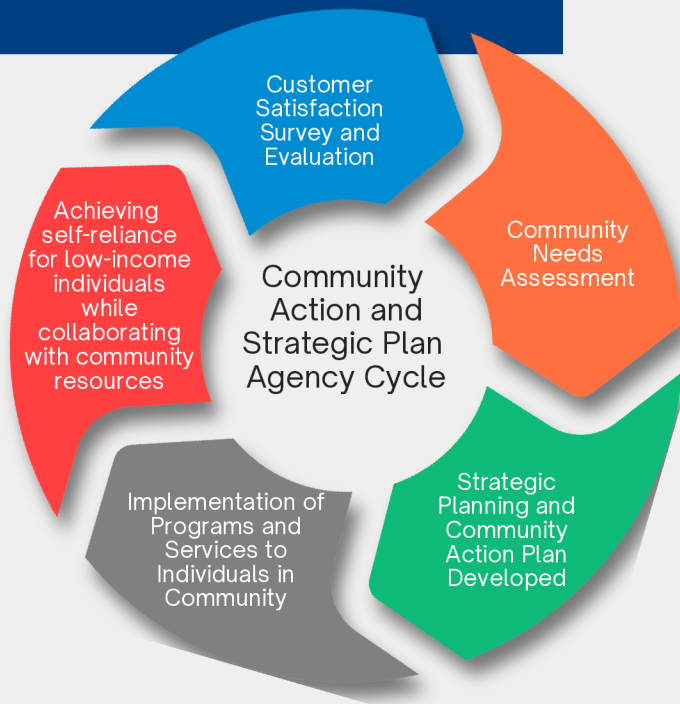 Customer
Satisfaction
Survey and
Evaluation
Community
Needs
Assessment
Strategic
Planning and
Community
Action Plan
Developed
Implementation of
Programs and
Services to
Individuals in
Community
Achieving
self-reliance
for low-income
individuals
while
collaborating
with community
resources
Community
Action and
Strategic Plan
Agency Cycle